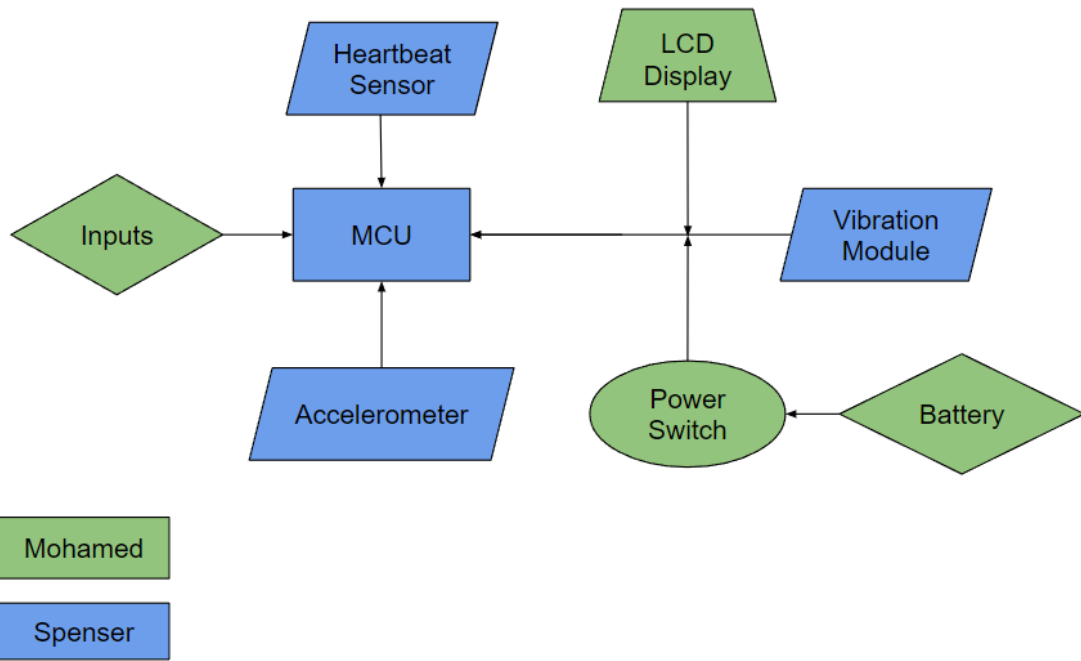 Heartbeat
Sensor
LCD
Display
Inputs
MCU
Vibration
Module
Accelerometer
Power
Switch
Battery
Mohamed
Spenser